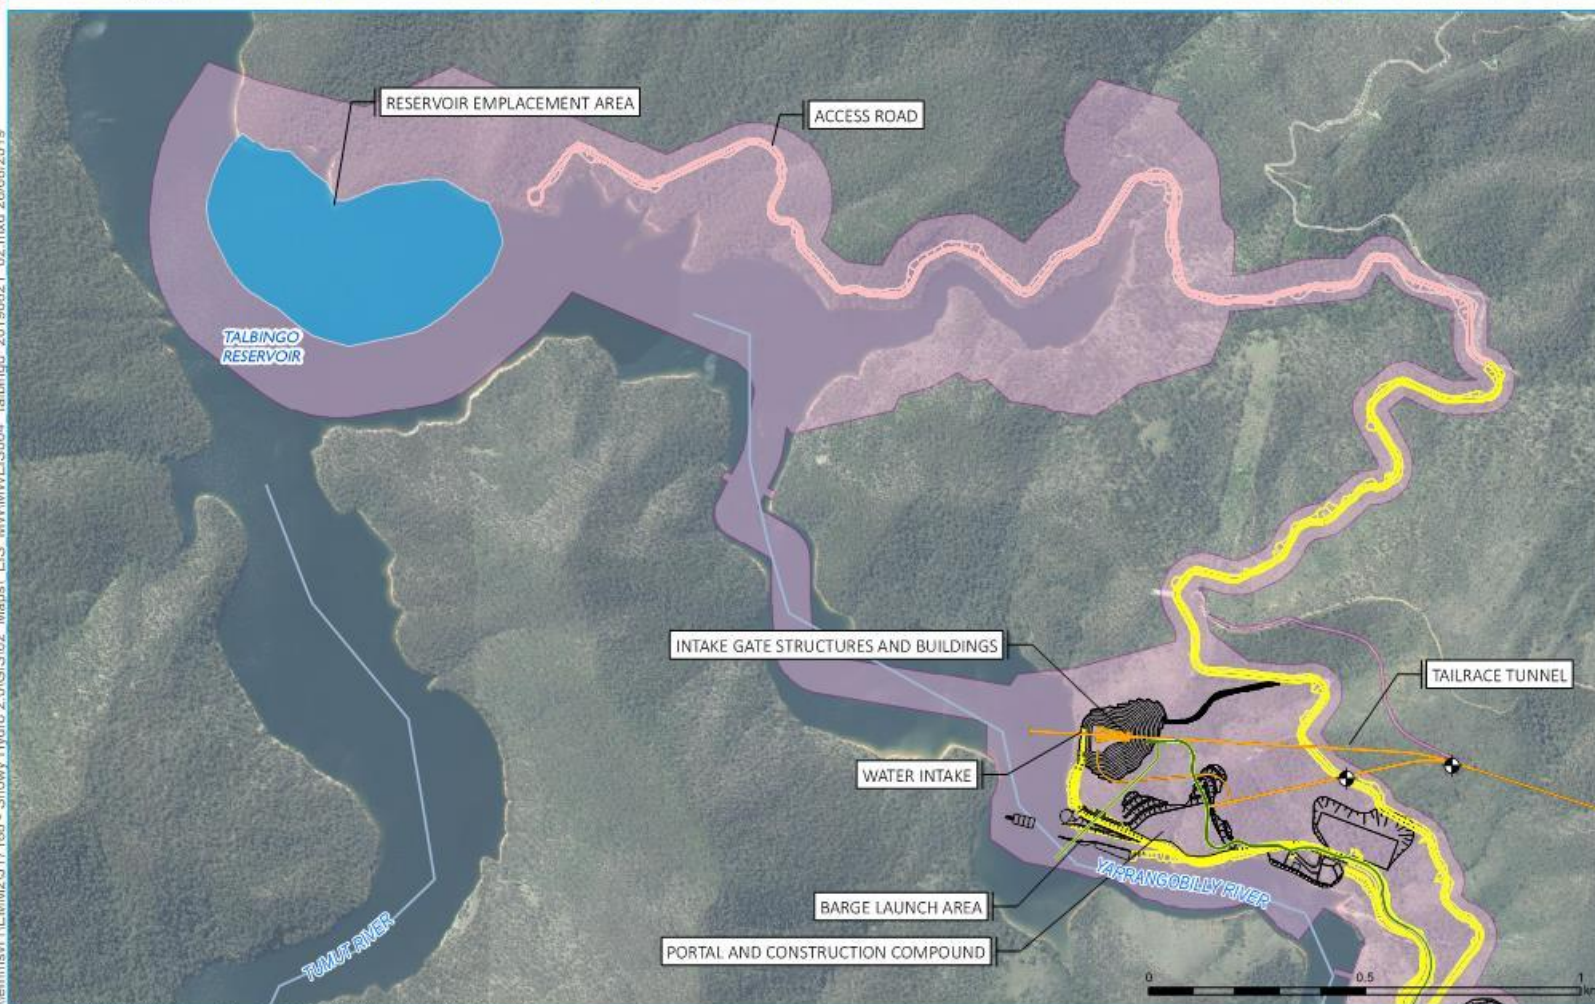 RESERVOIR EMPLACEMENT AREA
ACCESS ROAD
TALBINGO
RESERVOIR
INTAKE GATE STRUCTURES AND BUILDINGS
TAILRACE TUNNEL
WATER INTAKE
YARRANGOBILLY RIVER
BARGE LAUNCH AREA
TUMUT RIVER
PORTAL AND CONSTRUCTION COMPOUND
0 0.5 1